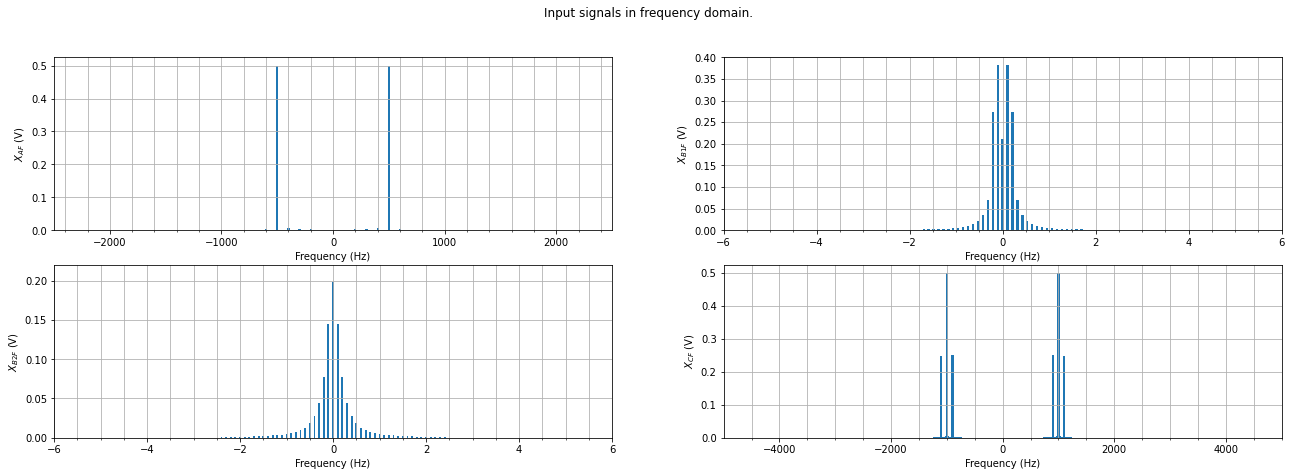 Input signals in frequency domain.
0.5
0.4
0.3
0.2
0.1
0.0
X_AF (V)
−2000 −1000 0 1000 2000
Frequency (Hz)
0.40
0.35
0.30
0.25
0.20
0.15
0.10
0.05
0.00
X_B1F (V)
−6 −4 −2 0 2 4 6
Frequency (Hz)
0.20
0.15
0.10
0.05
0.00
X_B2F (V)
−6 −4 −2 0 2 4 6
Frequency (Hz)
0.5
0.4
0.3
0.2
0.1
0.0
X_CF (V)
−4000 −2000 0 2000 4000
Frequency (Hz)